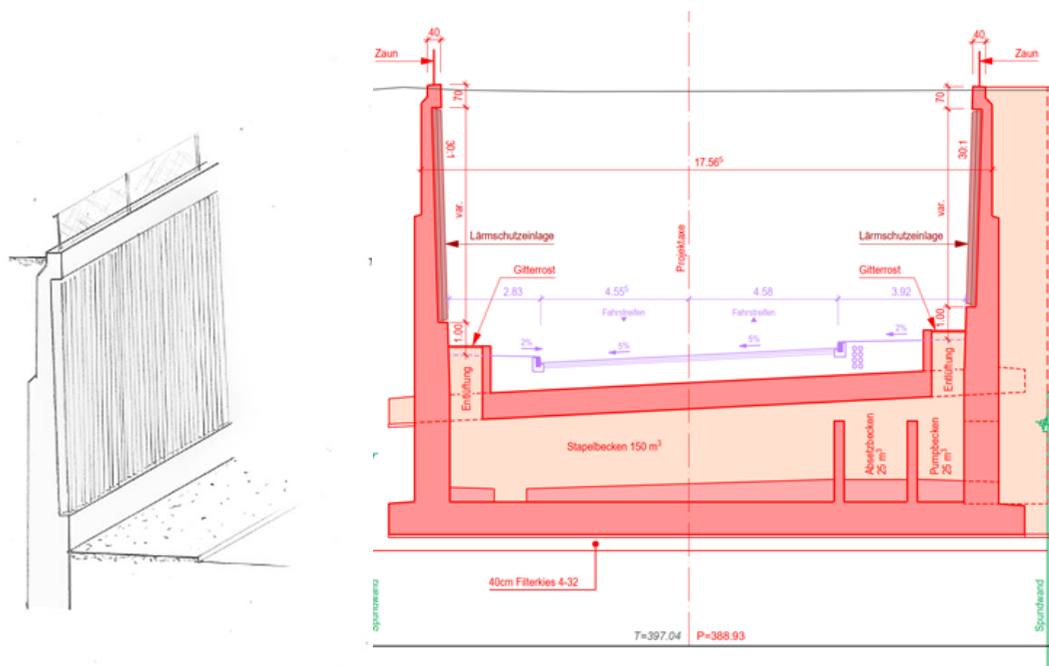 40
40
Zaun
Zaun
70
70
30:1
30:1
17.56⁵
var.
var.
Projektaxe
Lärmschutzeinlage
Lärmschutzeinlage
Gitterrost
Gitterrost
2.83
4.55⁵
4.58
3.92
Fahrstreifen
Fahrstreifen
1.00
1.00
2%
5%
5%
2%
Entlüftung
Entlüftung
Stapelbecken 150 m³
Absetzbecken
25 m³
Pumpbecken
25 m³
40cm Filterkies 4-32
Spundwand
Spundwand
T=397.04
P=388.93